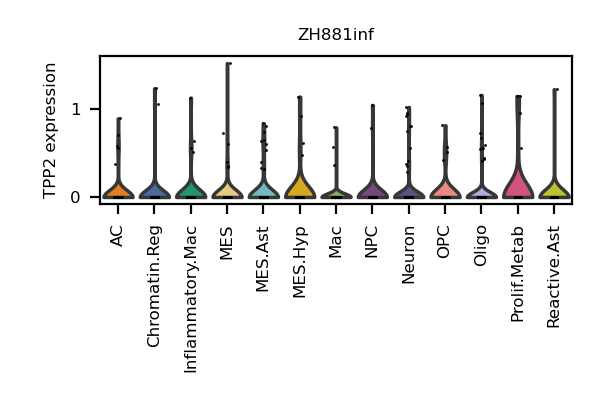 ZH881inf
TPP2 expression
1
0
AC
Chromatin.Reg
Inflammatory.Mac
MES
MES.Ast
MES.Hyp
Mac
NPC
Neuron
OPC
Oligo
Prolif.Metab
Reactive.Ast